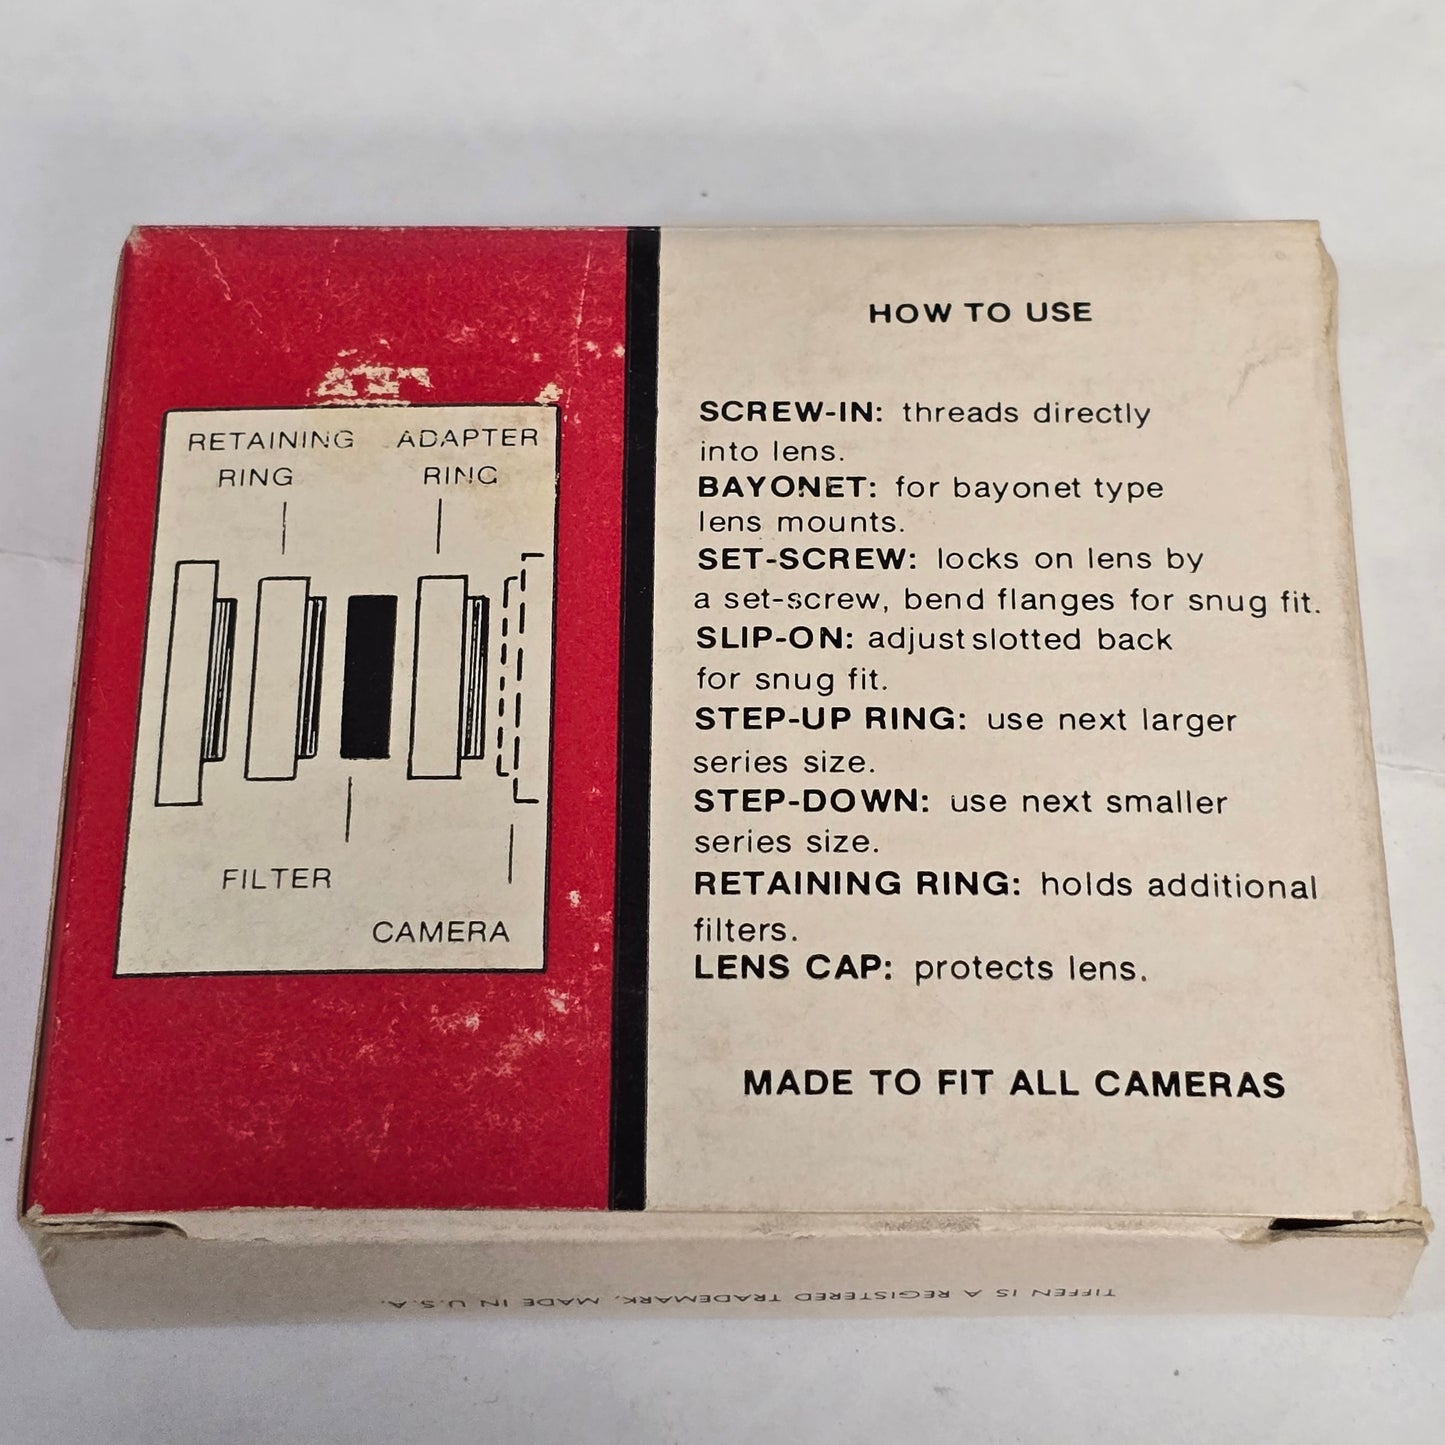 RETAINING RING
ADAPTER RING
FILTER
CAMERA
HOW TO USE
SCREW-IN: threads directly
into lens.
BAYONET: for bayonet type
lens mounts.
SET-SCREW: locks on lens by
a set-screw, bend flanges for snug fit.
SLIP-ON: adjust slotted back
for snug fit.
STEP-UP RING: use next larger
series size.
STEP-DOWN: use next smaller
series size.
RETAINING RING: holds additional
filters.
LENS CAP: protects lens.
MADE TO FIT ALL CAMERAS
TIFFEN IS A REGISTERED TRADEMARK, MADE IN U.S.A.